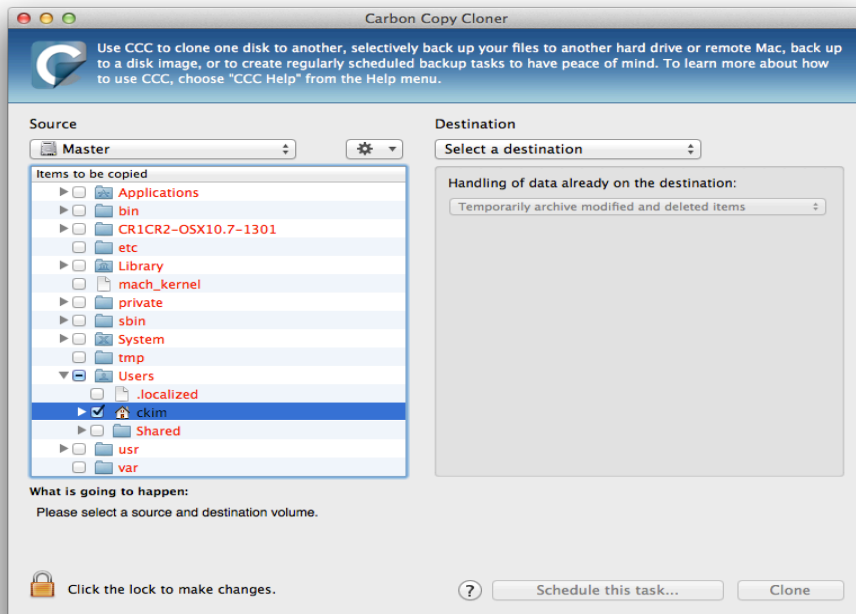 Carbon Copy Cloner
Use CCC to clone one disk to another, selectively back up your files to another hard drive or remote Mac, back up
to a disk image, or to create regularly scheduled backup tasks to have peace of mind. To learn more about how
to use CCC, choose "CCC Help" from the Help menu.
Source
Master
Items to be copied
Applications
bin
CR1CR2-OSX10.7-1301
etc
Library
mach_kernel
private
sbin
System
tmp
Users
.localized
ckim
Shared
usr
var
Destination
Select a destination
Handling of data already on the destination:
Temporarily archive modified and deleted items
What is going to happen:
Please select a source and destination volume.
Click the lock to make changes.
?
Schedule this task...
Clone